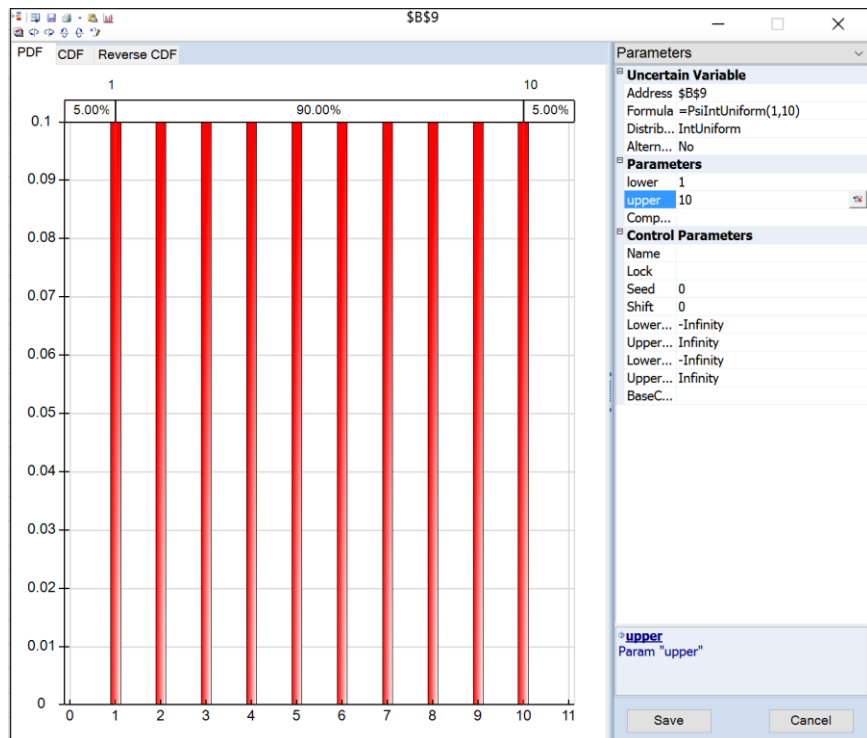 $B$9
PDF CDF Reverse CDF
1 10
5.00% 90.00% 5.00%
0.1
0.09
0.08
0.07
0.06
0.05
0.04
0.03
0.02
0.01
0
0 1 2 3 4 5 6 7 8 9 10 11
Parameters
Uncertain Variable
Address $B$9
Formula =PsiIntUniform(1,10)
Distrib... IntUniform
Altern... No
Parameters
lower 1
upper 10
Comp...
Control Parameters
Name
Lock
Seed 0
Shift 0
Lower... -Infinity
Upper... Infinity
Lower... -Infinity
Upper... Infinity
BaseC...
upper
Param "upper"
Save Cancel